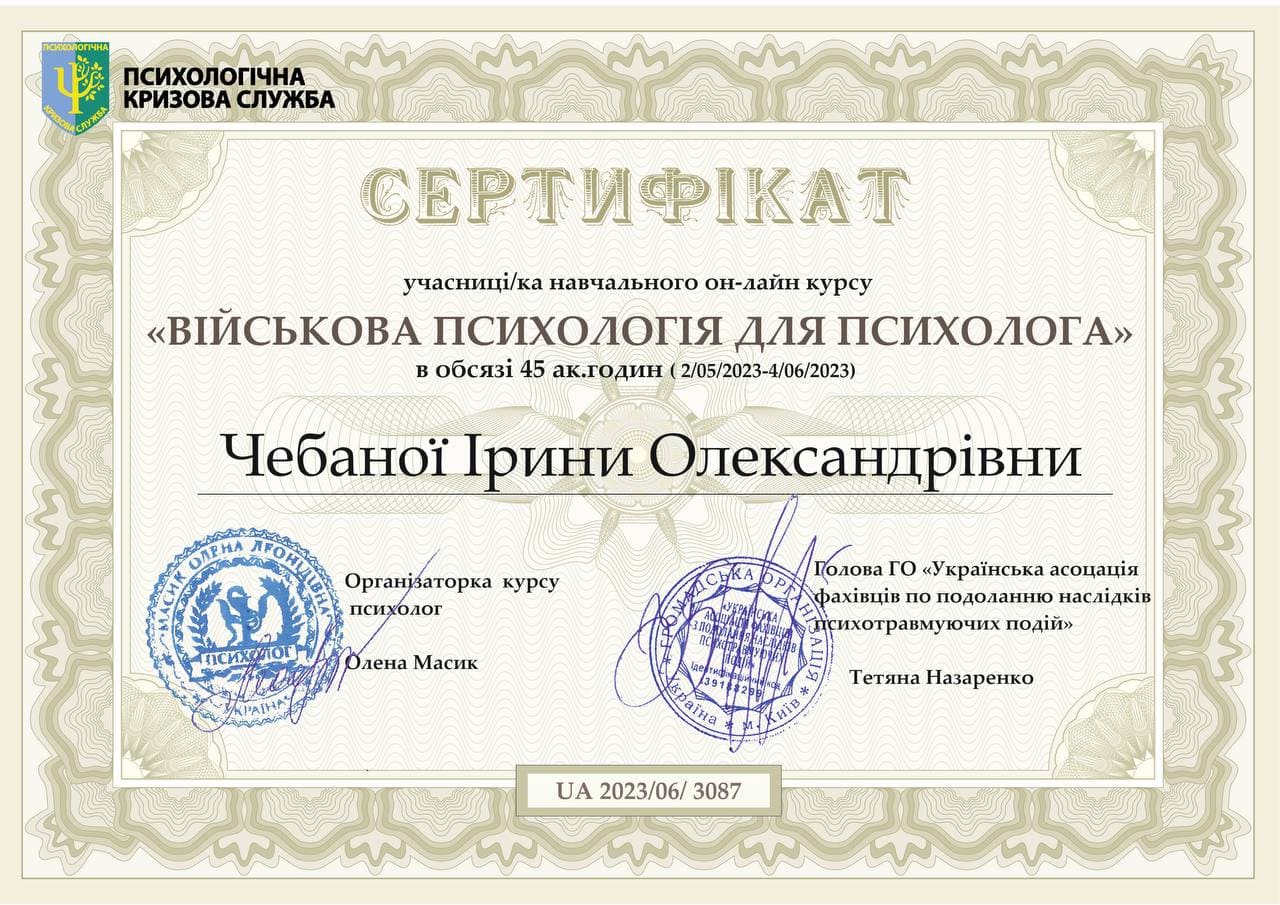 ПСИХОЛОГІЧНА
КРИЗОВА СЛУЖБА
ПСИХОЛОГІЧНА
КРИЗОВА СЛУЖБА
СЕРТИФІКАТ
учасниці/ка навчального он-лайн курсу
«ВІЙСЬКОВА ПСИХОЛОГІЯ ДЛЯ ПСИХОЛОГА»
в обсязі 45 ак.годин ( 2/05/2023-4/06/2023)
Чебаної Ірини Олександрівни
МАСИК ОЛЕНА ЛЕОНІДІВНА
ПСИХОЛОГ
УКРАЇНА
Організаторка курсу
психолог
Олена Масик
ГРОМАДСЬКА ОРГАНІЗАЦІЯ
«УКРАЇНСЬКА
АСОЦІАЦІЯ ФАХІВЦІВ
З ПОДОЛАННЯ НАСЛІДКІВ
ПСИХОТРАВМУЮЧИХ
ПОДІЙ»
Ідентифікаційний код
39188299
Україна * м. Київ *
Голова ГО «Українська асоціація
фахівців по подоланню наслідків
психотравмуючих подій»
Тетяна Назаренко
UA 2023/06/ 3087